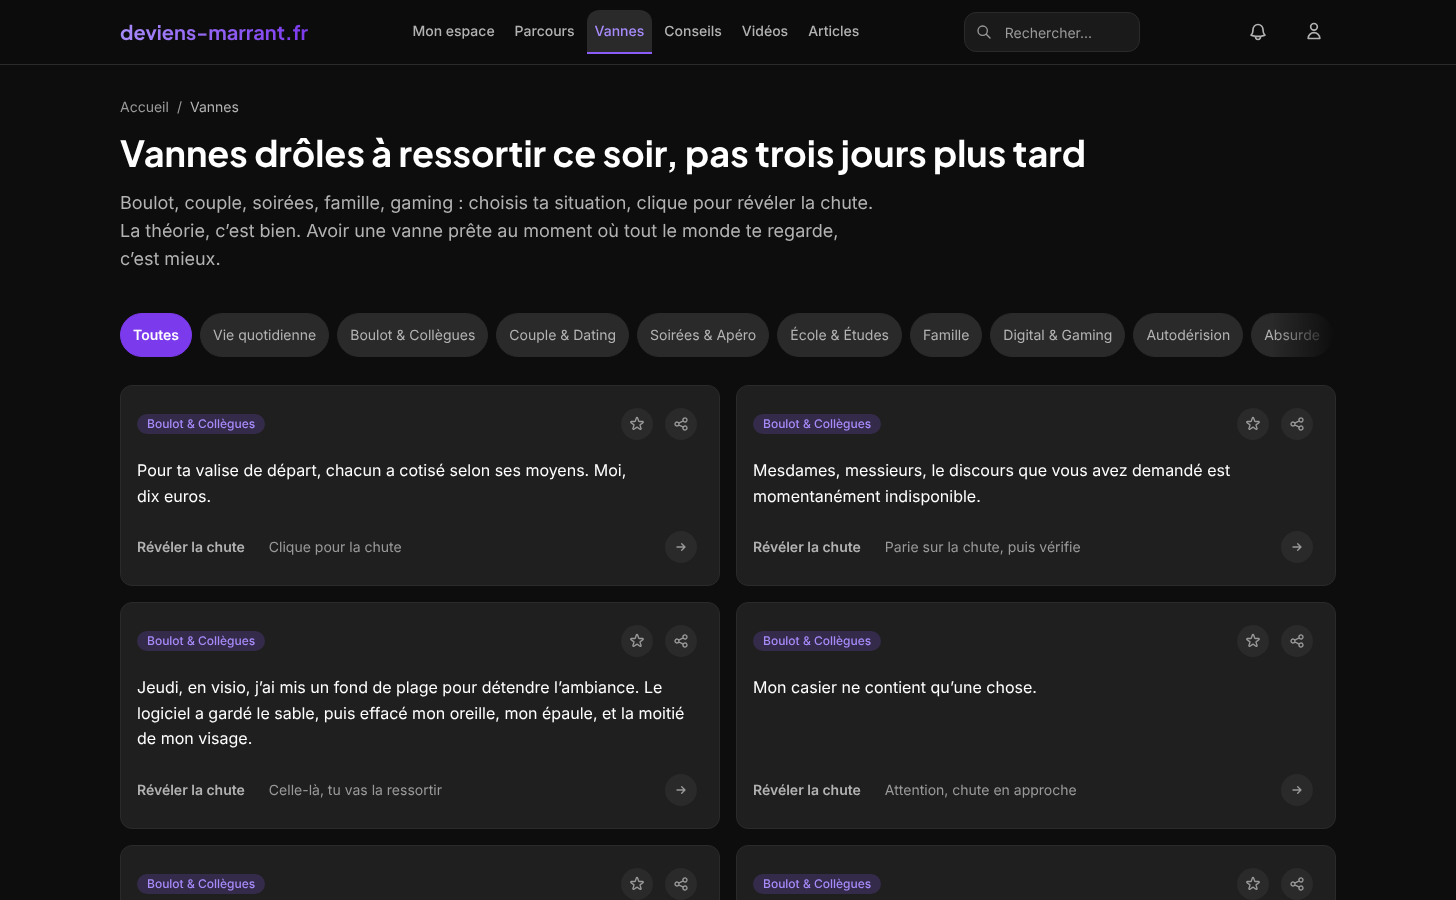 deviens-marrant.fr
Mon espace
Parcours
Vannes
Conseils
Vidéos
Articles
Rechercher...
Accueil / Vannes
Vannes drôles à ressortir ce soir, pas trois jours plus tard
Boulot, couple, soirées, famille, gaming : choisis ta situation, clique pour révéler la chute.
La théorie, c’est bien. Avoir une vanne prête au moment où tout le monde te regarde,
c’est mieux.
Toutes
Vie quotidienne
Boulot & Collègues
Couple & Dating
Soirées & Apéro
École & Études
Famille
Digital & Gaming
Autodérision
Absurde
Boulot & Collègues
Pour ta valise de départ, chacun a cotisé selon ses moyens. Moi,
dix euros.
Révéler la chute
Clique pour la chute
Boulot & Collègues
Mesdames, messieurs, le discours que vous avez demandé est
momentanément indisponible.
Révéler la chute
Parie sur la chute, puis vérifie
Boulot & Collègues
Jeudi, en visio, j’ai mis un fond de plage pour détendre l’ambiance. Le
logiciel a gardé le sable, puis effacé mon oreille, mon épaule, et la moitié
de mon visage.
Révéler la chute
Celle-là, tu vas la ressortir
Boulot & Collègues
Mon casier ne contient qu’une chose.
Révéler la chute
Attention, chute en approche
Boulot & Collègues
Boulot & Collègues